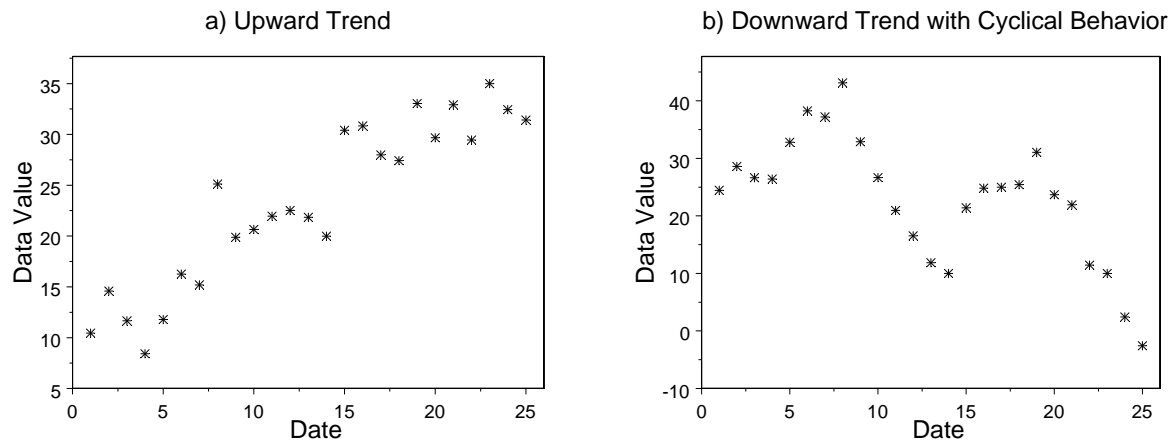 a) Upward Trend
35
30
25
20
15
10
5
0 5 10 15 20 25
Data Value
Date
b) Downward Trend with Cyclical Behavior
40
30
20
10
0
-10
0 5 10 15 20 25
Data Value
Date